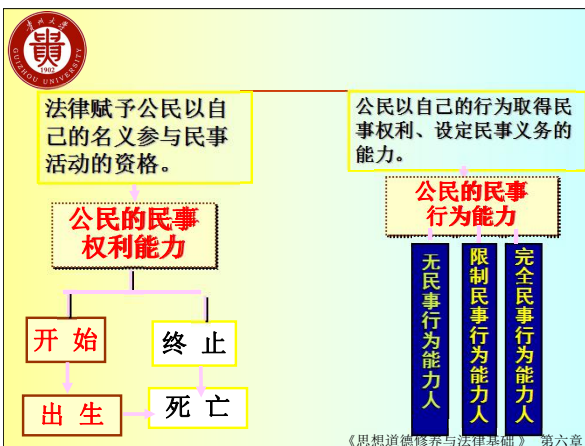 GUIZHOU UNIVERSITY
1902
法律赋予公民以自
己的名义参与民事
活动的资格。
公民以自己的行为取得民
事权利、设定民事义务的
能力。
公民的民事
权利能力
公民的民事
行为能力
开 始
终 止
出 生
死 亡
无民事行为能力人
限制民事行为能力人
完全民事行为能力人
《思想道德修养与法律基础》 第六章